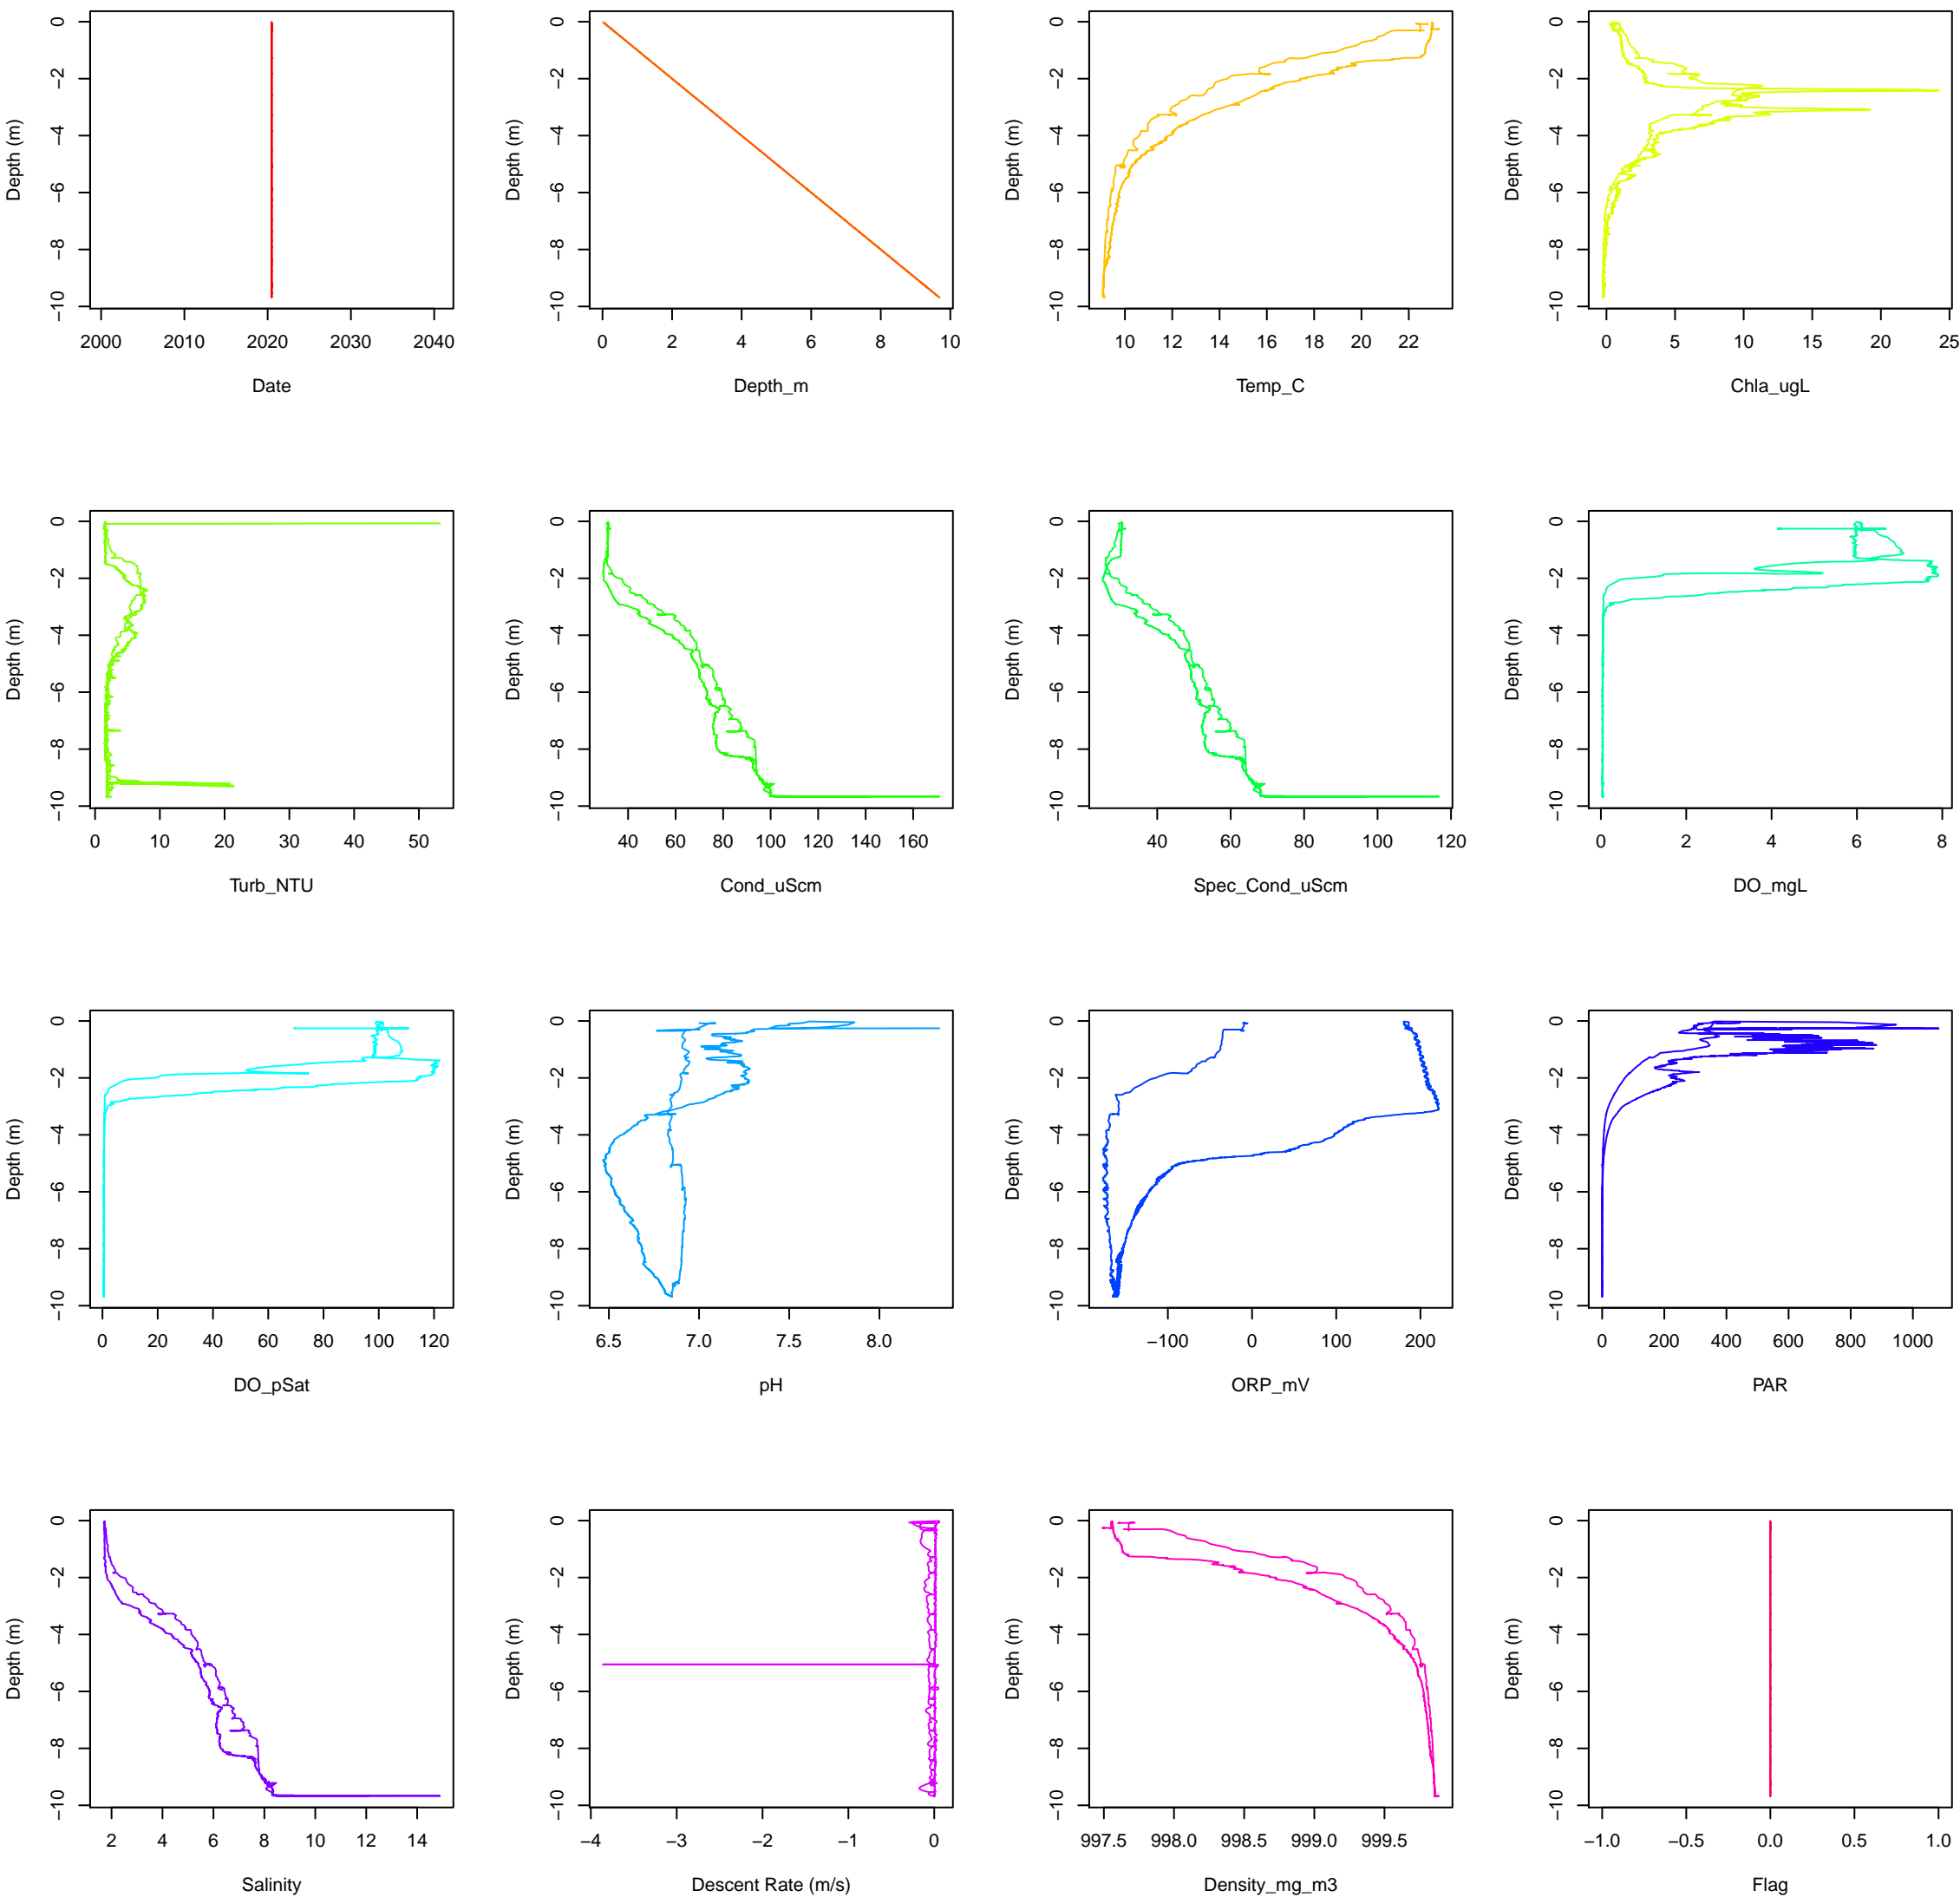 0 0 0 0
−2 −2 −2 −2
−4 −4 −4 −4
Depth (m) Depth (m) Depth (m) Depth (m)
−6 −6 −6 −6
−8 −8 −8 −8
−10 −10 −10 −10
2000 2010 2020 2030 2040 0 2 4 6 8 10 10 12 14 16 18 20 22 0 5 10 15 20 25
Date Depth_m Temp_C Chla_ugL
0 0 0 0
−2 −2 −2 −2
−4 −4 −4 −4
Depth (m) Depth (m) Depth (m) Depth (m)
−6 −6 −6 −6
−8 −8 −8 −8
−10 −10 −10 −10
0 10 20 30 40 50 40 60 80 100 120 140 160 40 60 80 100 120 0 2 4 6 8
Turb_NTU Cond_uScm Spec_Cond_uScm DO_mgL
0 0 0 0
−2 −2 −2 −2
−4 −4 −4 −4
Depth (m) Depth (m) Depth (m) Depth (m)
−6 −6 −6 −6
−8 −8 −8 −8
−10 −10 −10 −10
0 20 40 60 80 100 120 6.5 7.0 7.5 8.0 −100 0 100 200 0 200 400 600 800 1000
DO_pSat pH ORP_mV PAR
0 0 0 0
−2 −2 −2 −2
−4 −4 −4 −4
Depth (m) Depth (m) Depth (m) Depth (m)
−6 −6 −6 −6
−8 −8 −8 −8
−10 −10 −10 −10
2 4 6 8 10 12 14 −4 −3 −2 −1 0 997.5 998.0 998.5 999.0 999.5 −1.0 −0.5 0.0 0.5 1.0
Salinity Descent Rate (m/s) Density_mg_m3 Flag